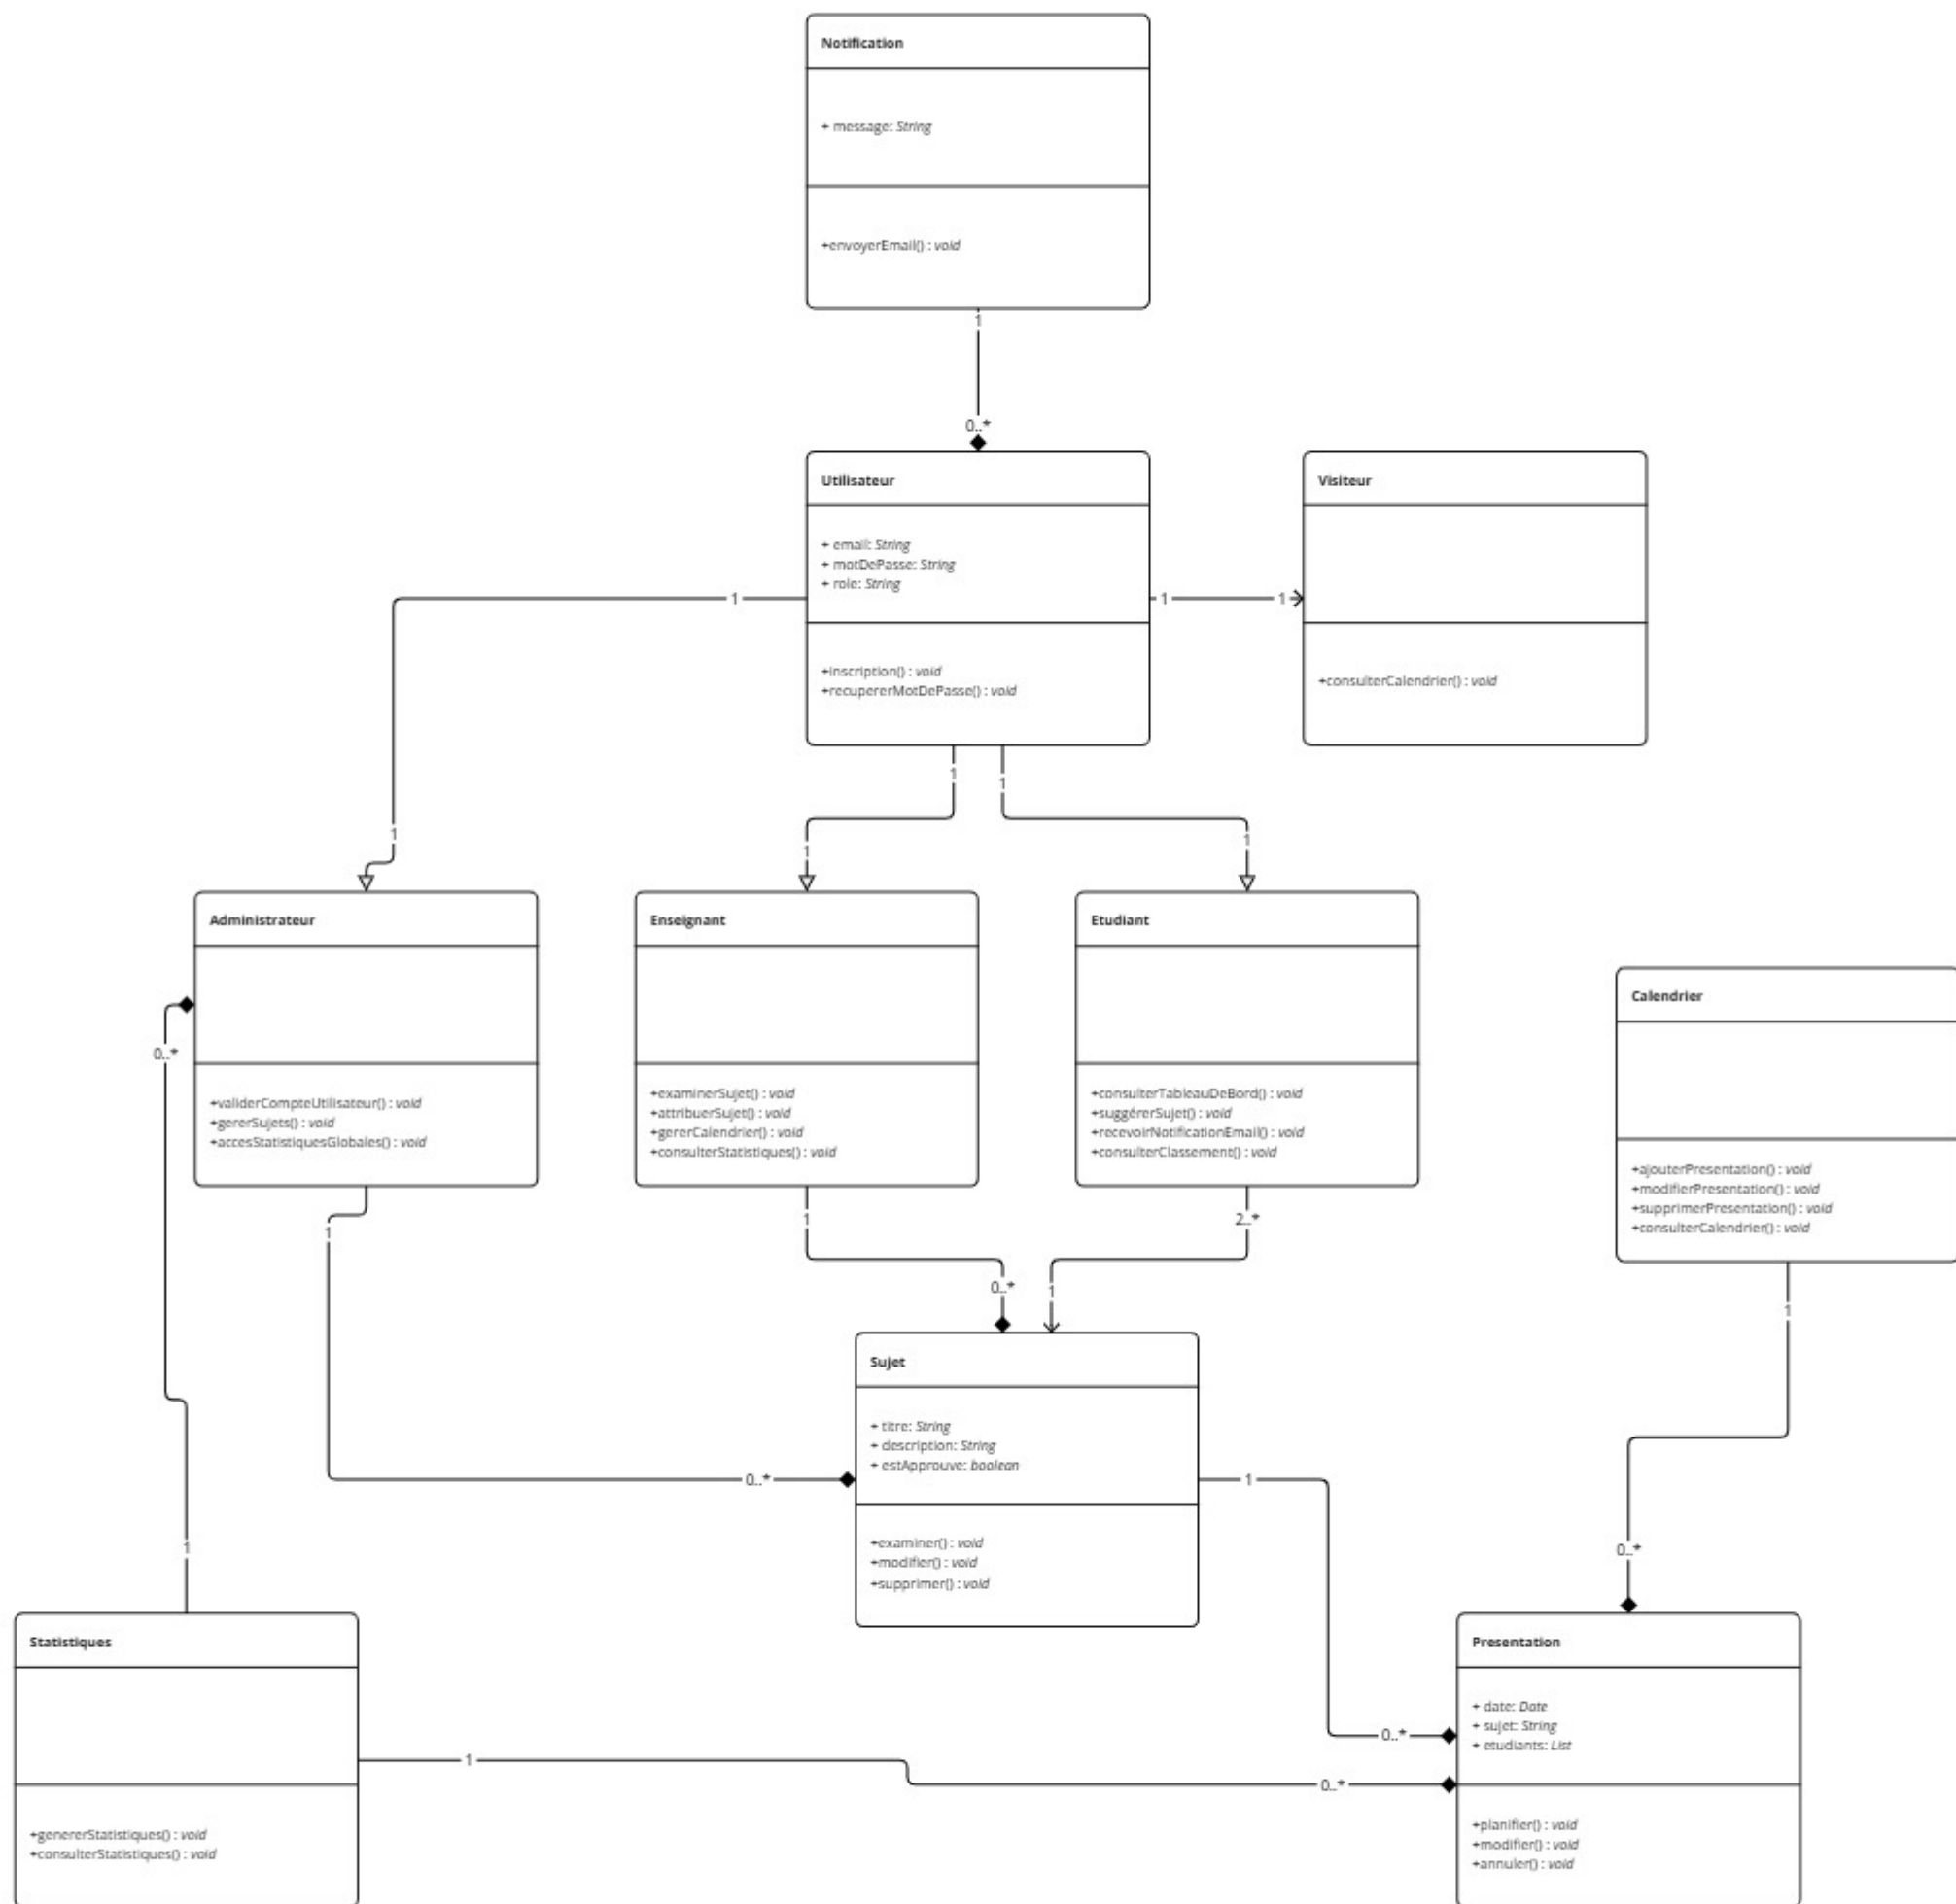 Notification
+ message: String
+envoyerEmail() : void
1
0..*
Utilisateur
+ email: String
+ motDePasse: String
+ role: String
+inscription() : void
+recupererMotDePasse() : void
1
1
1
Visiteur
+consulterCalendrier() : void
1
1
1
1
1
Administrateur
+validerCompteUtilisateur() : void
+gererSujets() : void
+accesStatistiquesGlobales() : void
Enseignant
+examinerSujet() : void
+attribuerSujet() : void
+gererCalendrier() : void
+consulterStatistiques() : void
Etudiant
+consulterTableauDeBord() : void
+suggérerSujet() : void
+recevoirNotificationEmail() : void
+consulterClassement() : void
Calendrier
+ajouterPresentation() : void
+modifierPresentation() : void
+supprimerPresentation() : void
+consulterCalendrier() : void
0..*
1
1
2..*
0..*
1
1
Sujet
+ titre: String
+ description: String
+ estApprouve: boolean
+examiner() : void
+modifier() : void
+supprimer() : void
0..*
1
1
0..*
Statistiques
+genererStatistiques() : void
+consulterStatistiques() : void
1
0..*
0..*
Presentation
+ date: Date
+ sujet: String
+ etudiants: List
+planifier() : void
+modifier() : void
+annuler() : void